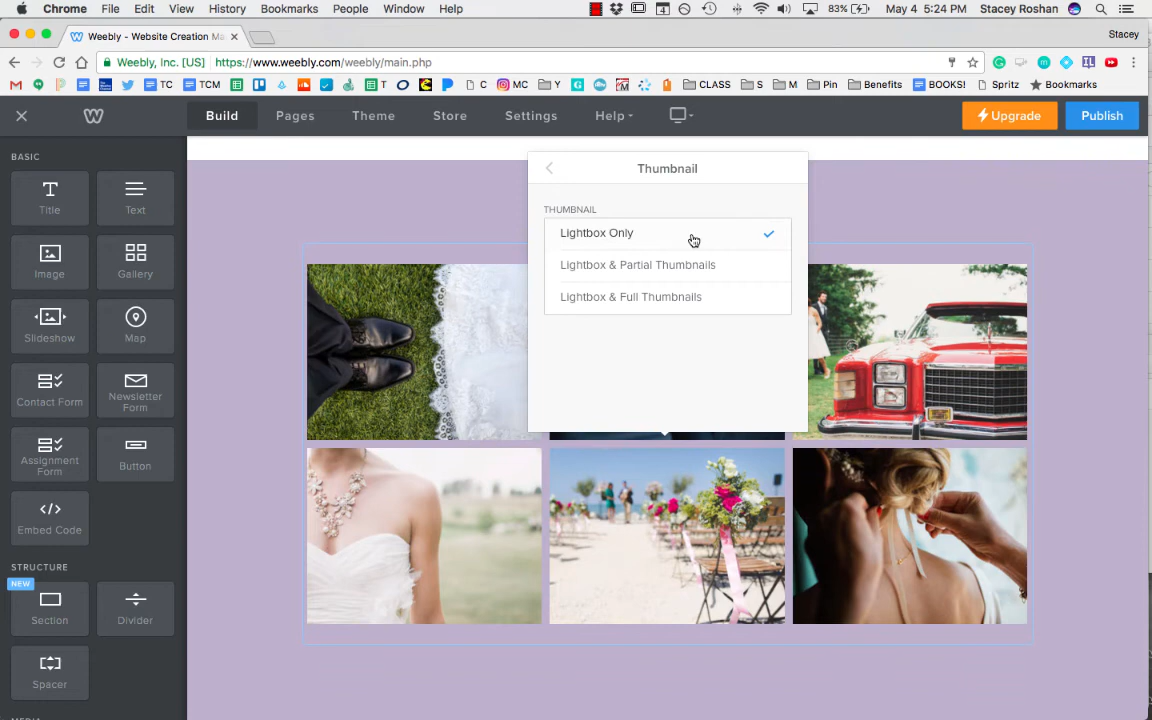 Chrome File Edit View History Bookmarks People Window Help 4 83% May 4 5:24 PM Stacey Roshan
Weebly - Website Creation Ma Stacey
Weebly, Inc. [US] https://www.weebly.com/weebly/main.php
TC TCM T C MC Y CLASS S M Pin Benefits BOOKS! Spritz Bookmarks
Build Pages Theme Store Settings Help Upgrade Publish
BASIC
Title Text
Image Gallery
Slideshow Map
Contact Form Newsletter Form
Assignment Form Button
Embed Code
STRUCTURE
NEW
Section Divider
Spacer
MEDIA
Thumbnail
THUMBNAIL
Lightbox Only
Lightbox & Partial Thumbnails
Lightbox & Full Thumbnails